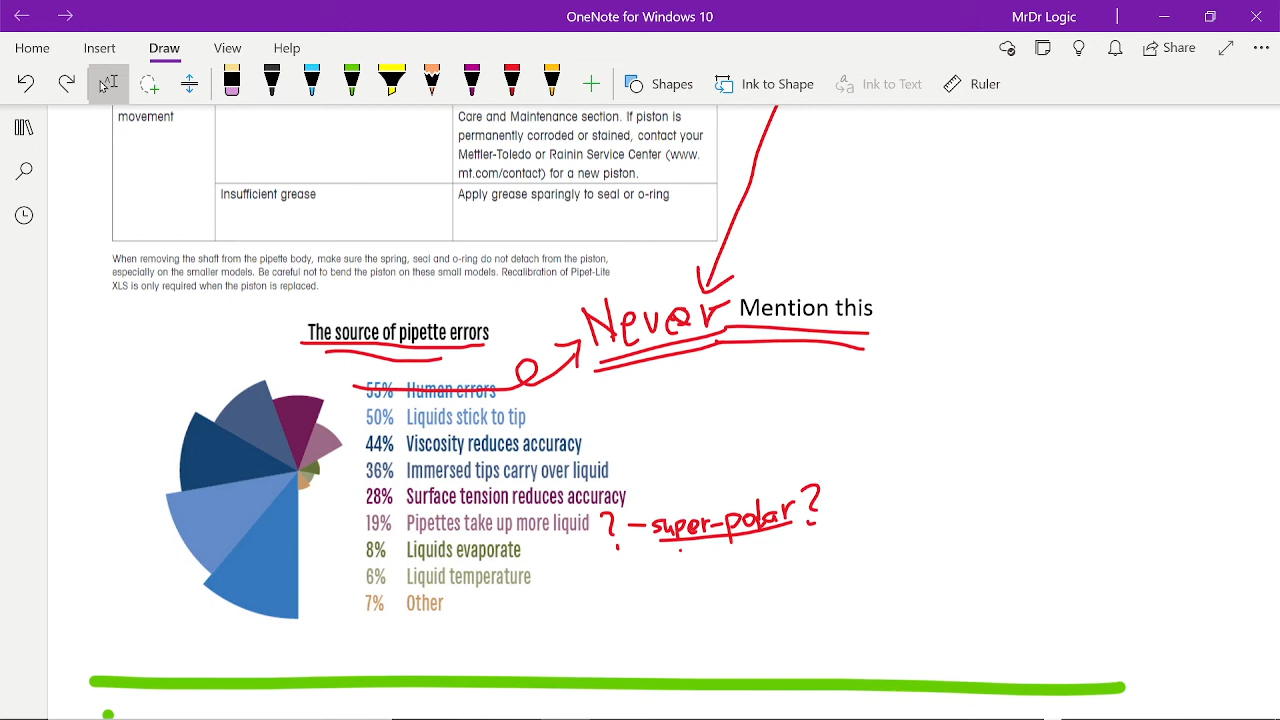 OneNote for Windows 10
MrDr Logic
Home Insert Draw View Help
Share
Shapes Ink to Shape Ink to Text Ruler
movement
Care and Maintenance section. If piston is
permanently corroded or stained, contact your
Mettler-Toledo or Rainin Service Center (www.
mt.com/contact) for a new piston.
Insufficient grease
Apply grease sparingly to seal or o-ring
When removing the shaft from the pipette body, make sure the spring, seal and o-ring do not detach from the piston,
especially on the smaller models. Be careful not to bend the piston on these small models. Recalibration of Pipet-Lite
XLS is only required when the piston is replaced.
Never Mention this
The source of pipette errors
55% Human errors
50% Liquids stick to tip
44% Viscosity reduces accuracy
36% Immersed tips carry over liquid
28% Surface tension reduces accuracy
19% Pipettes take up more liquid ? - super-polar?
8% Liquids evaporate
6% Liquid temperature
7% Other